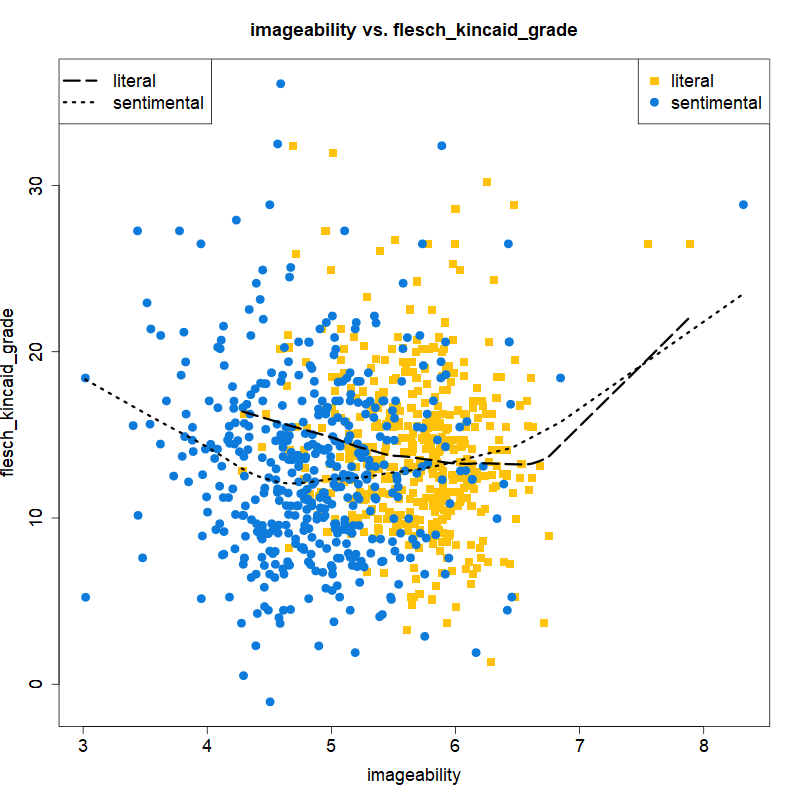 imageability vs. flesch_kincaid_grade
literal
sentimental
literal
sentimental
flesch_kincaid_grade
30
20
10
0
3 4 5 6 7 8
imageability